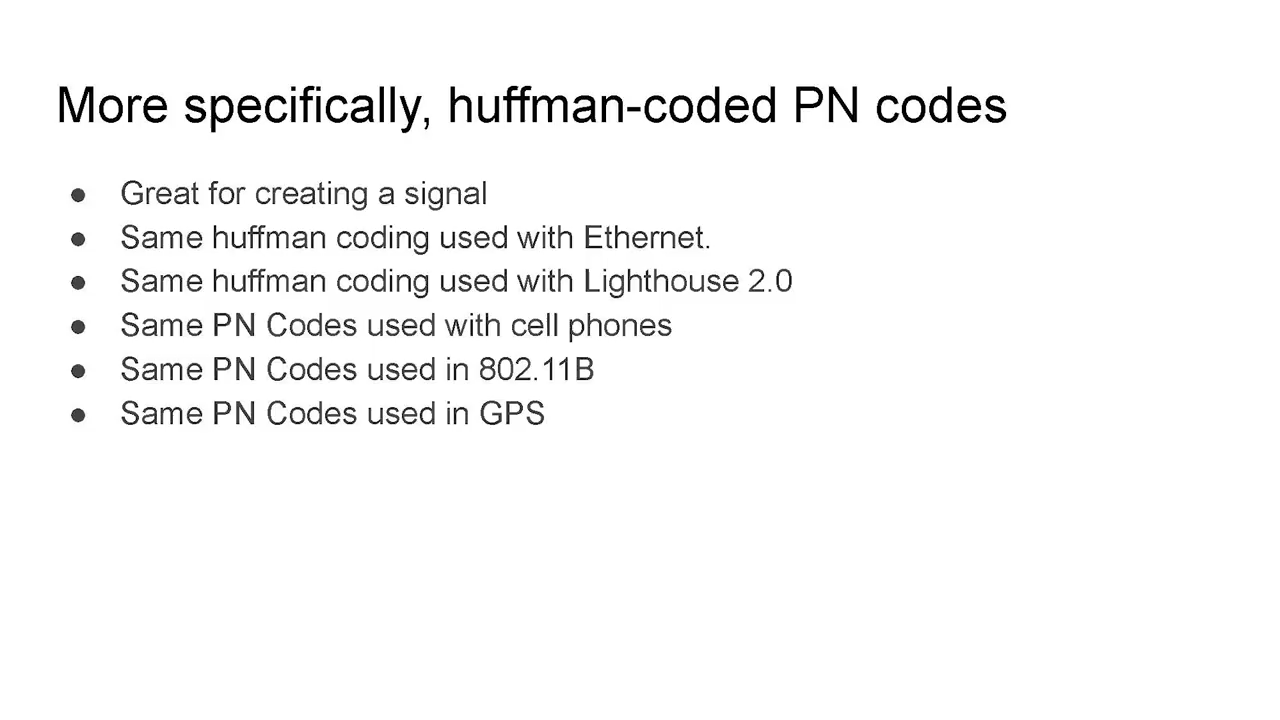 More specifically, huffman-coded PN codes
● Great for creating a signal
● Same huffman coding used with Ethernet.
● Same huffman coding used with Lighthouse 2.0
● Same PN Codes used with cell phones
● Same PN Codes used in 802.11B
● Same PN Codes used in GPS